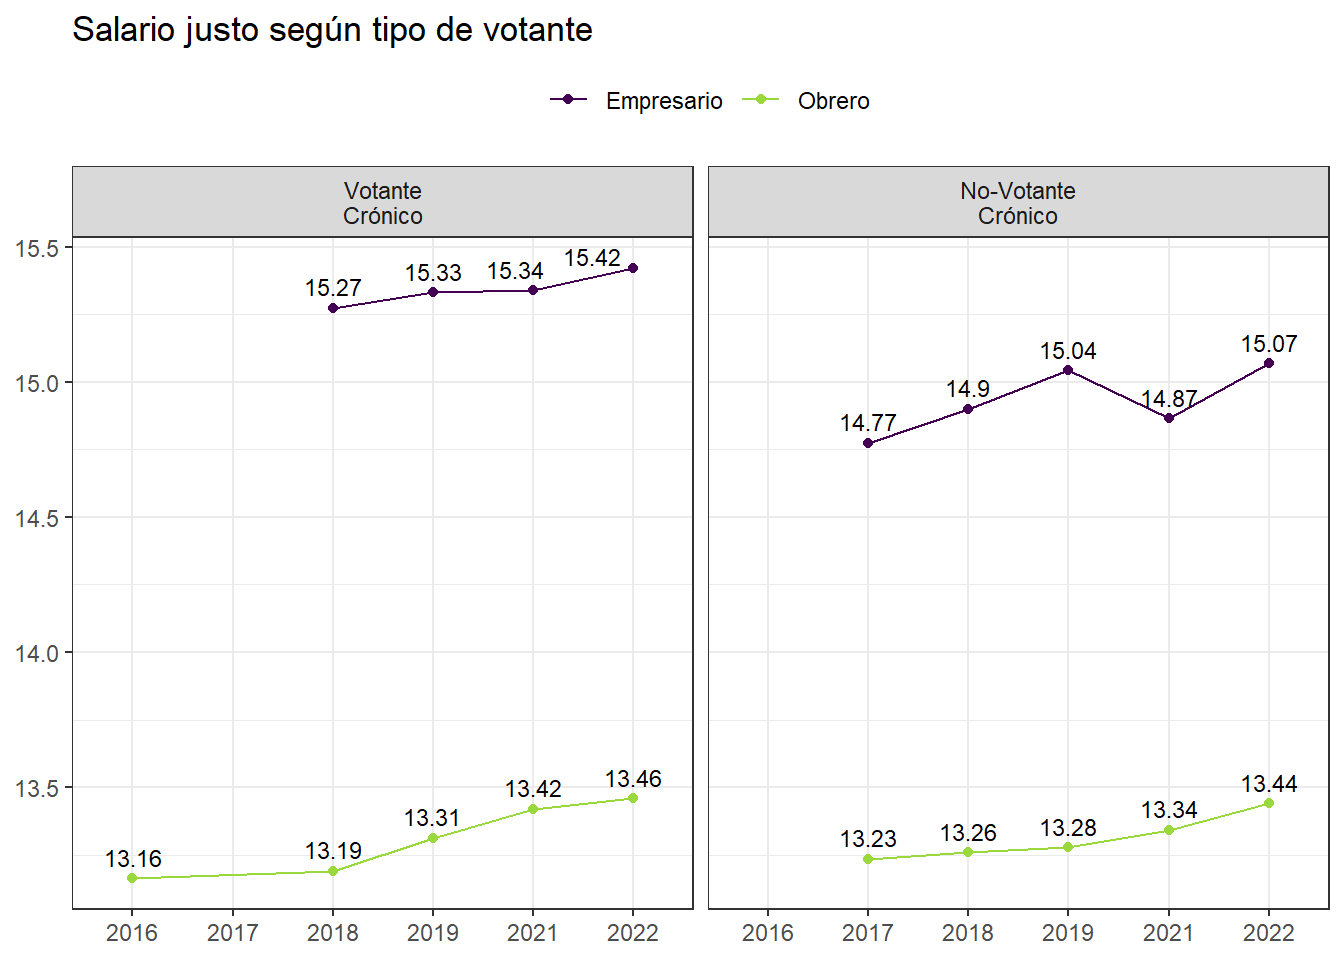 Salario justo según tipo de votante
Empresario Obrero
Votante
Crónico
No-Votante
Crónico
15.5
15.0
14.5
14.0
13.5
15.27 15.33 15.34 15.42
13.16 13.19 13.31 13.42 13.46
14.77 14.9 15.04 14.87 15.07
13.23 13.26 13.28 13.34 13.44
2016 2017 2018 2019 2021 2022
2016 2017 2018 2019 2021 2022